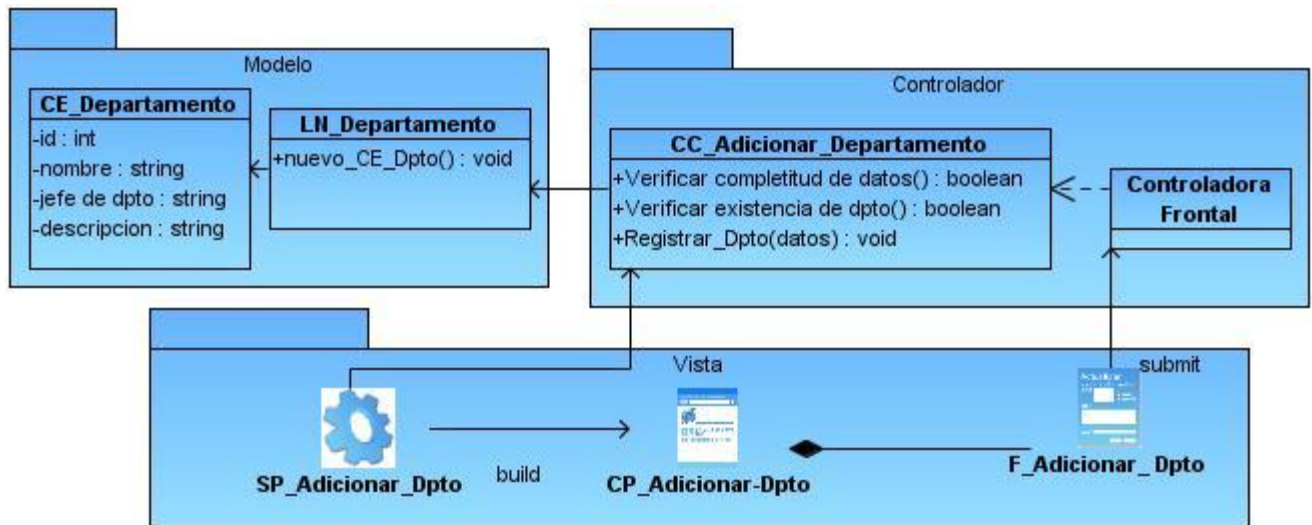 Modelo
CE_Departamento
-id : int
-nombre : string
-jefe de dpto : string
-descripcion : string
LN_Departamento
+nuevo_CE_Dpto() : void
Controlador
CC_Adicionar_Departamento
+Verificar completitud de datos() : boolean
+Verificar existencia de dpto() : boolean
+Registrar_Dpto(datos) : void
Controladora
Frontal
Vista
submit
SP_Adicionar_Dpto
build
CP_Adicionar-Dpto
F_Adicionar_ Dpto